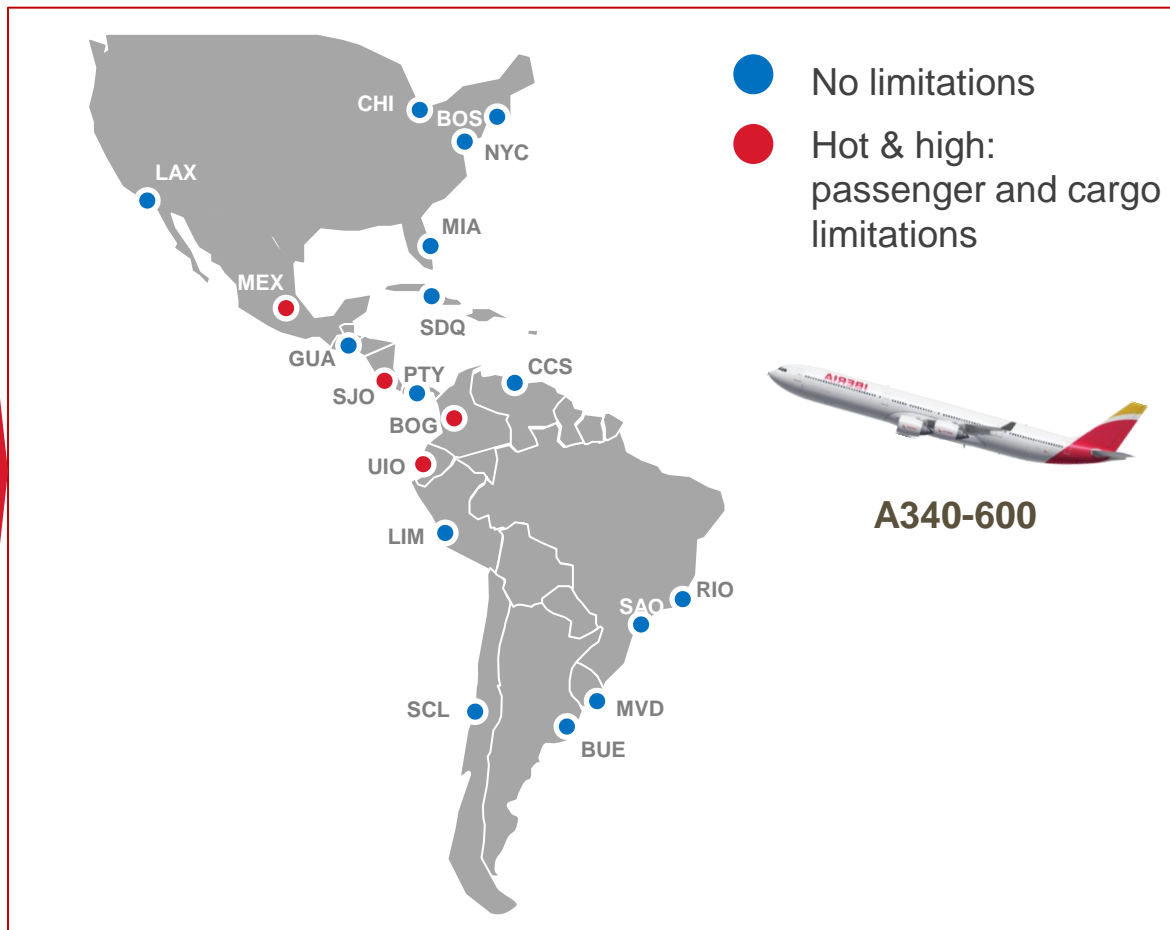 No limitations
Hot & high:
passenger and cargo
limitations
CHI
BOS
NYC
LAX
MIA
MEX
SDQ
GUA
PTY
CCS
SJO
BOG
UIO
A340-600
LIM
RIO
SAO
SCL
MVD
BUE
IBERIA